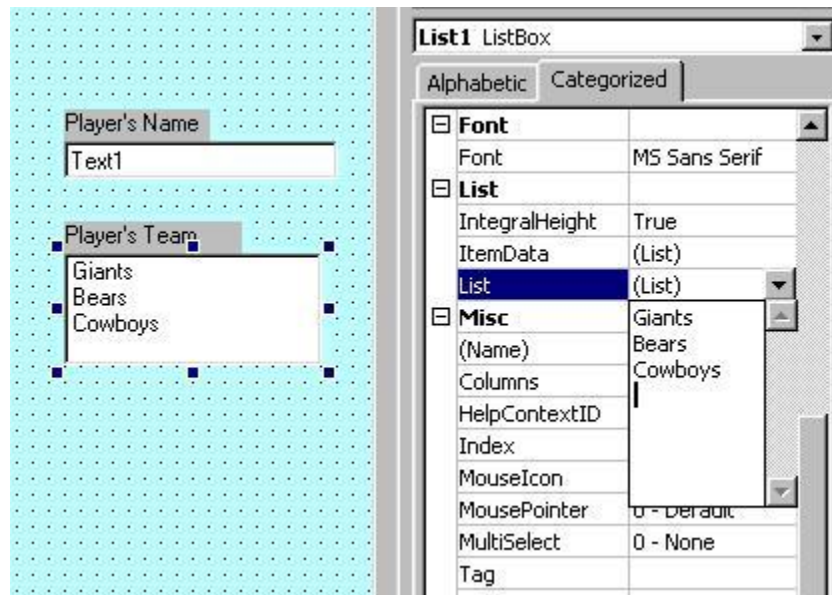 Player's Name
Text1
Player's Team
Giants
Bears
Cowboys
List1 ListBox
Alphabetic Categorized
Font
Font MS Sans Serif
List
IntegralHeight True
ItemData (List)
List (List)
Giants
Bears
Cowboys
Misc
(Name)
Columns
HelpContextID
Index
MouseIcon
MousePointer 0 - Default
MultiSelect 0 - None
Tag